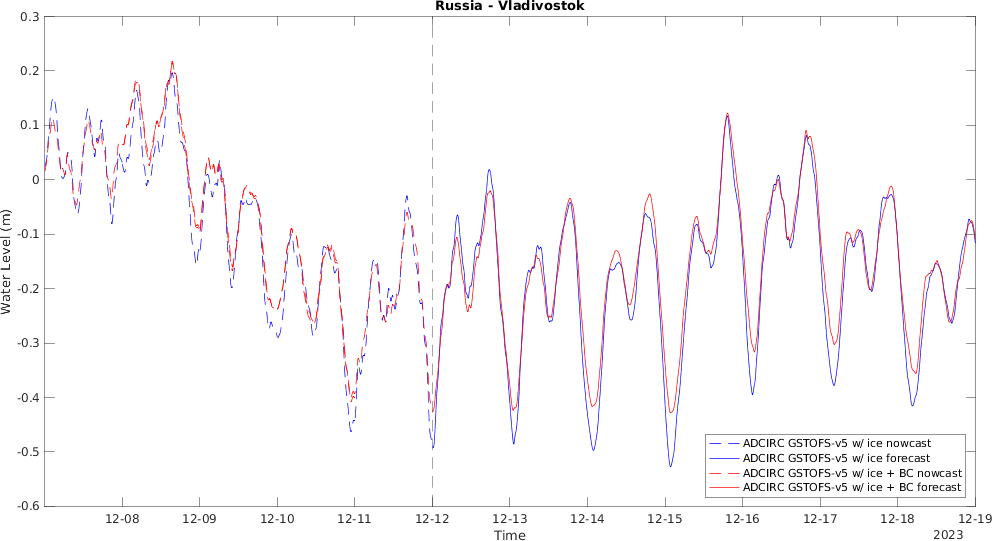 Russia - Vladivostok
Water Level (m)
0.3
0.2
0.1
0
-0.1
-0.2
-0.3
-0.4
-0.5
-0.6
ADCIRC GSTOFS-v5 w/ ice nowcast
ADCIRC GSTOFS-v5 w/ ice forecast
ADCIRC GSTOFS-v5 w/ ice + BC nowcast
ADCIRC GSTOFS-v5 w/ ice + BC forecast
12-08 12-09 12-10 12-11 12-12 12-13 12-14 12-15 12-16 12-17 12-18 12-19
Time
2023